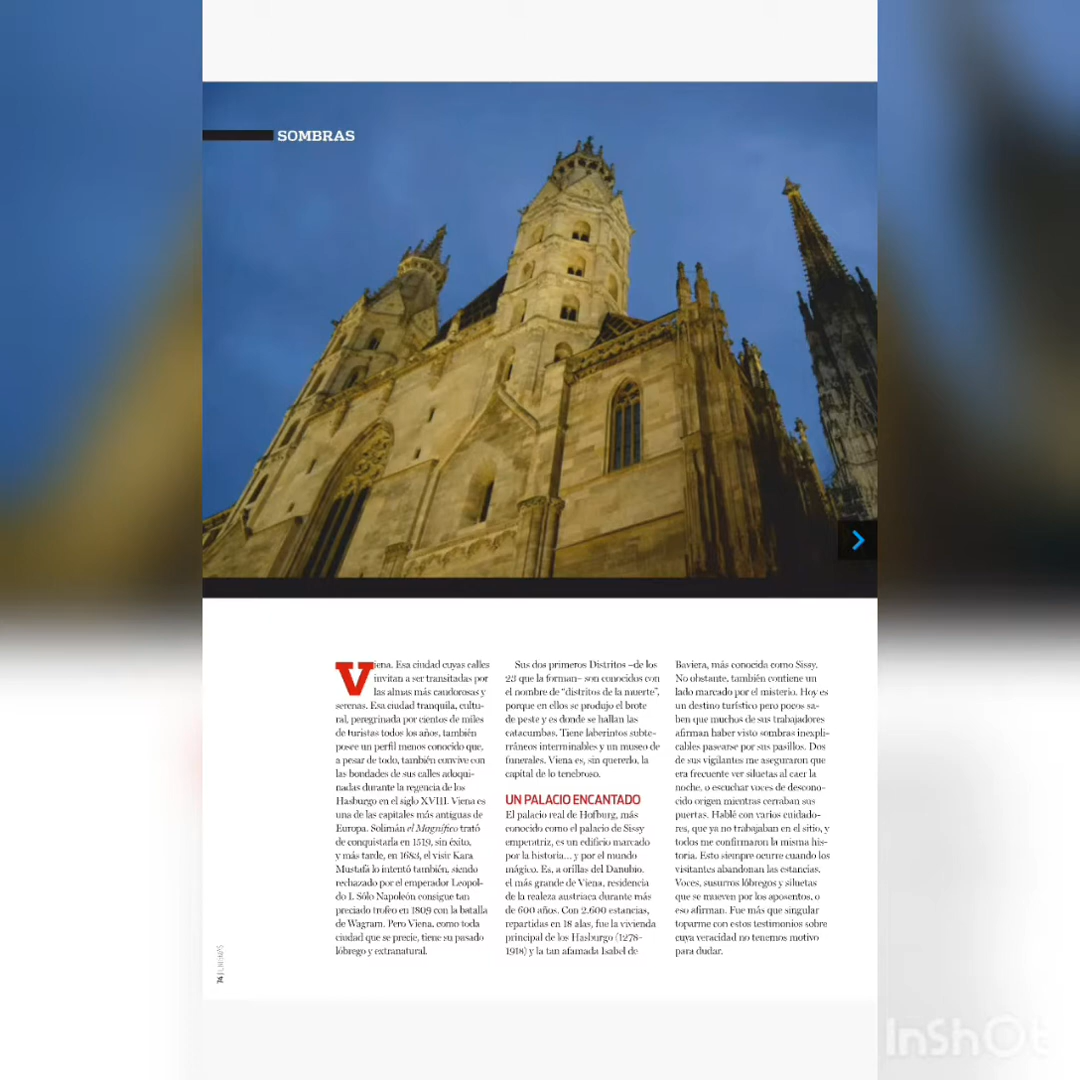 SOMBRAS
Viena. Esa ciudad cuyas calles
invitan a ser transitadas por
las almas más caudorosas y
serenas. Esa ciudad tranquila, cultu-
ral, peregrinada por cientos de miles
de turistas todos los años, también
posee un perfil menos conocido que,
a pesar de todo, también convive con
las bondades de sus calles adoqui-
nadas durante la regencia de los
Hasburgo en el siglo XVIII. Viena es
una de las capitales más antiguas de
Europa. Solimán el Magnífico trató
de conquistarla en 1519, sin éxito,
y más tarde, en 1683, el visir Kara
Mustafá lo intentó también, siendo
rechazado por el emperador Leopol-
do I. Sólo Napoleón consigue tan
preciado trofeo en 1809 con la batalla
de Wagram. Pero Viena, como toda
ciudad que se precie, tiene su pasado
lóbrego y extranatural.
Sus dos primeros Distritos –de los
23 que la forman– son conocidos con
el nombre de “distritos de la muerte”,
porque en ellos se produjo el brote
de peste y es donde se hallan las
catacumbas. Tiene laberintos subte-
rráneos interminables y un museo de
funerales. Viena es, sin quererlo, la
capital de lo tenebroso.
UN PALACIO ENCANTADO
El palacio real de Hofburg, más
conocido como el palacio de Sissy
emperatriz, es un edificio marcado
por la historia... y por el mundo
mágico. Es, a orillas del Danubio,
el más grande de Viena, residencia
de la realeza austriaca durante más
de 600 años. Con 2.600 estancias,
repartidas en 18 alas, fue la vivienda
principal de los Hasburgo (1278-
1918) y la tan afamada Isabel de
Baviera, más conocida como Sissy.
No obstante, también contiene un
lado marcado por el misterio. Hoy es
un destino turístico pero pocos sa-
ben que muchos de sus trabajadores
afirman haber visto sombras inexpli-
cables pasearse por sus pasillos. Dos
de sus vigilantes me aseguraron que
era frecuente ver siluetas al caer la
noche, o escuchar voces de descono-
cido origen mientras cerraban sus
puertas. Hablé con varios cuidado-
res, que ya no trabajaban en el sitio, y
todos me confirmaron la misma his-
toria. Esto siempre ocurre cuando los
visitantes abandonan las estancias.
Voces, susurros lóbregos y siluetas
que se mueven por los aposentos, o
eso afirman. Fue más que singular
toparme con estos testimonios sobre
cuya veracidad no tenemos motivo
para dudar.
74
InShOt